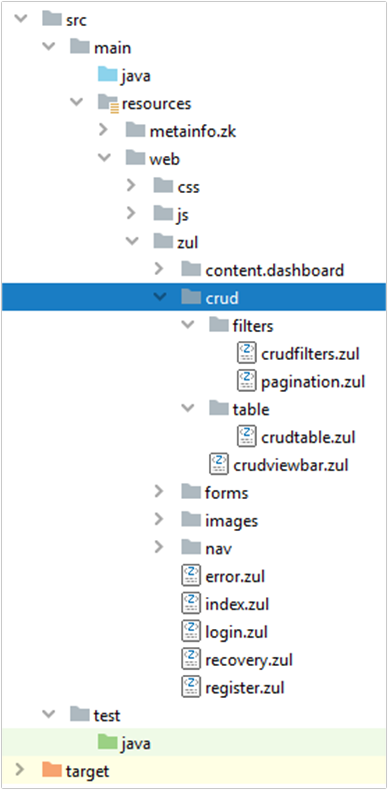 src
main
java
resources
metainfo.zk
web
css
js
zul
content.dashboard
crud
filters
crudfilters.zul
pagination.zul
table
crudtable.zul
crudviewbar.zul
forms
images
nav
error.zul
index.zul
login.zul
recovery.zul
register.zul
test
java
target